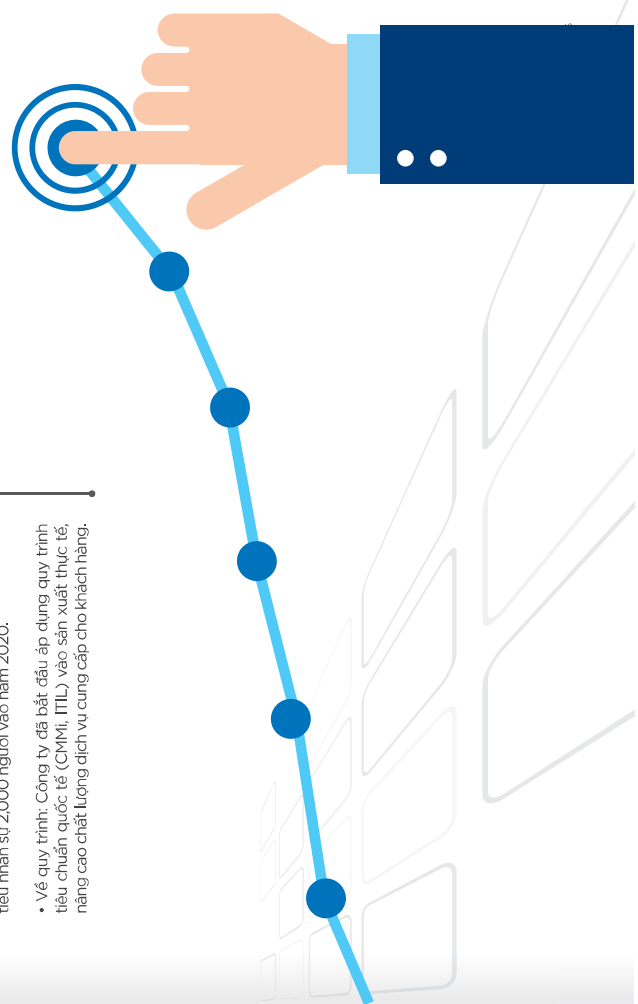 tiêu nhân sự 2,000 người vào năm 2020.
• Về quy trình: Công ty đã bắt đầu áp dụng quy trình
tiêu chuẩn quốc tế (CMMi, ITIL) vào sản xuất thực tế,
nâng cao chất lượng dịch vụ cung cấp cho khách hàng.